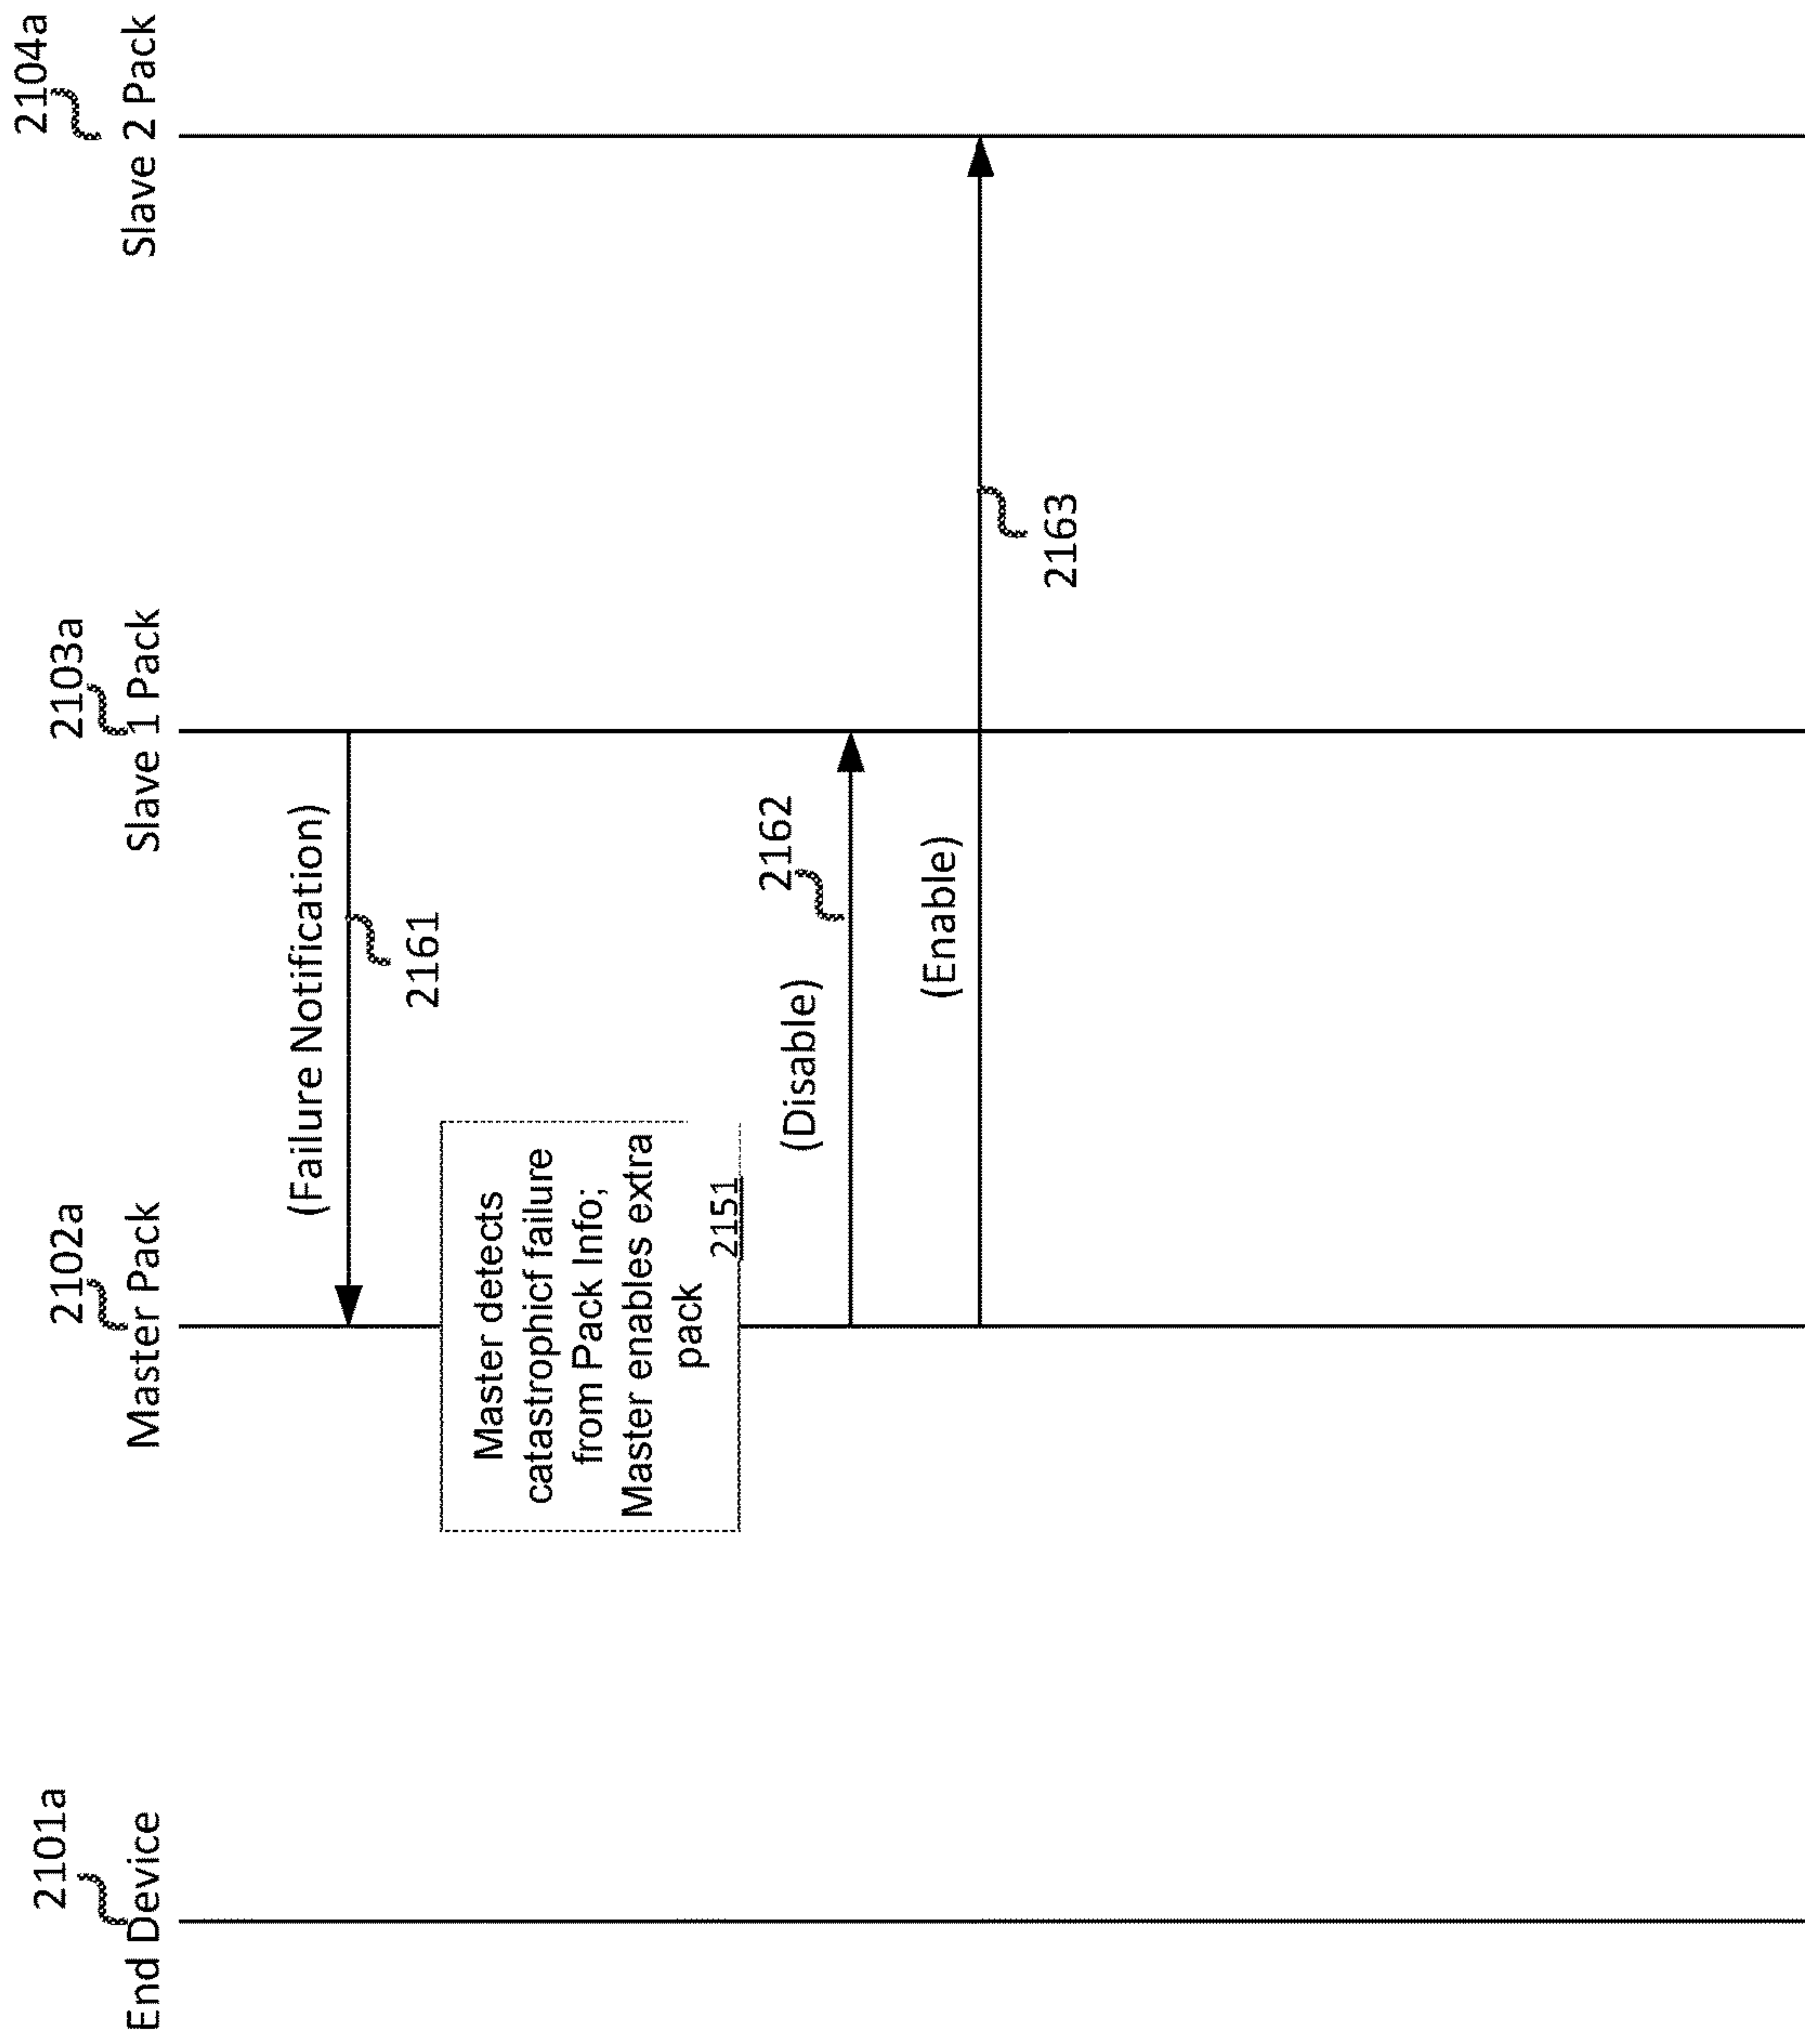 2101a
End Device
2102a
Master Pack
2103a
Slave 1 Pack
2104a
Slave 2 Pack
(Failure Notification)
2161
Master detects
catastrophicf failure
from Pack Info;
Master enables extra
pack
2151
(Disable)
2162
(Enable)
2163